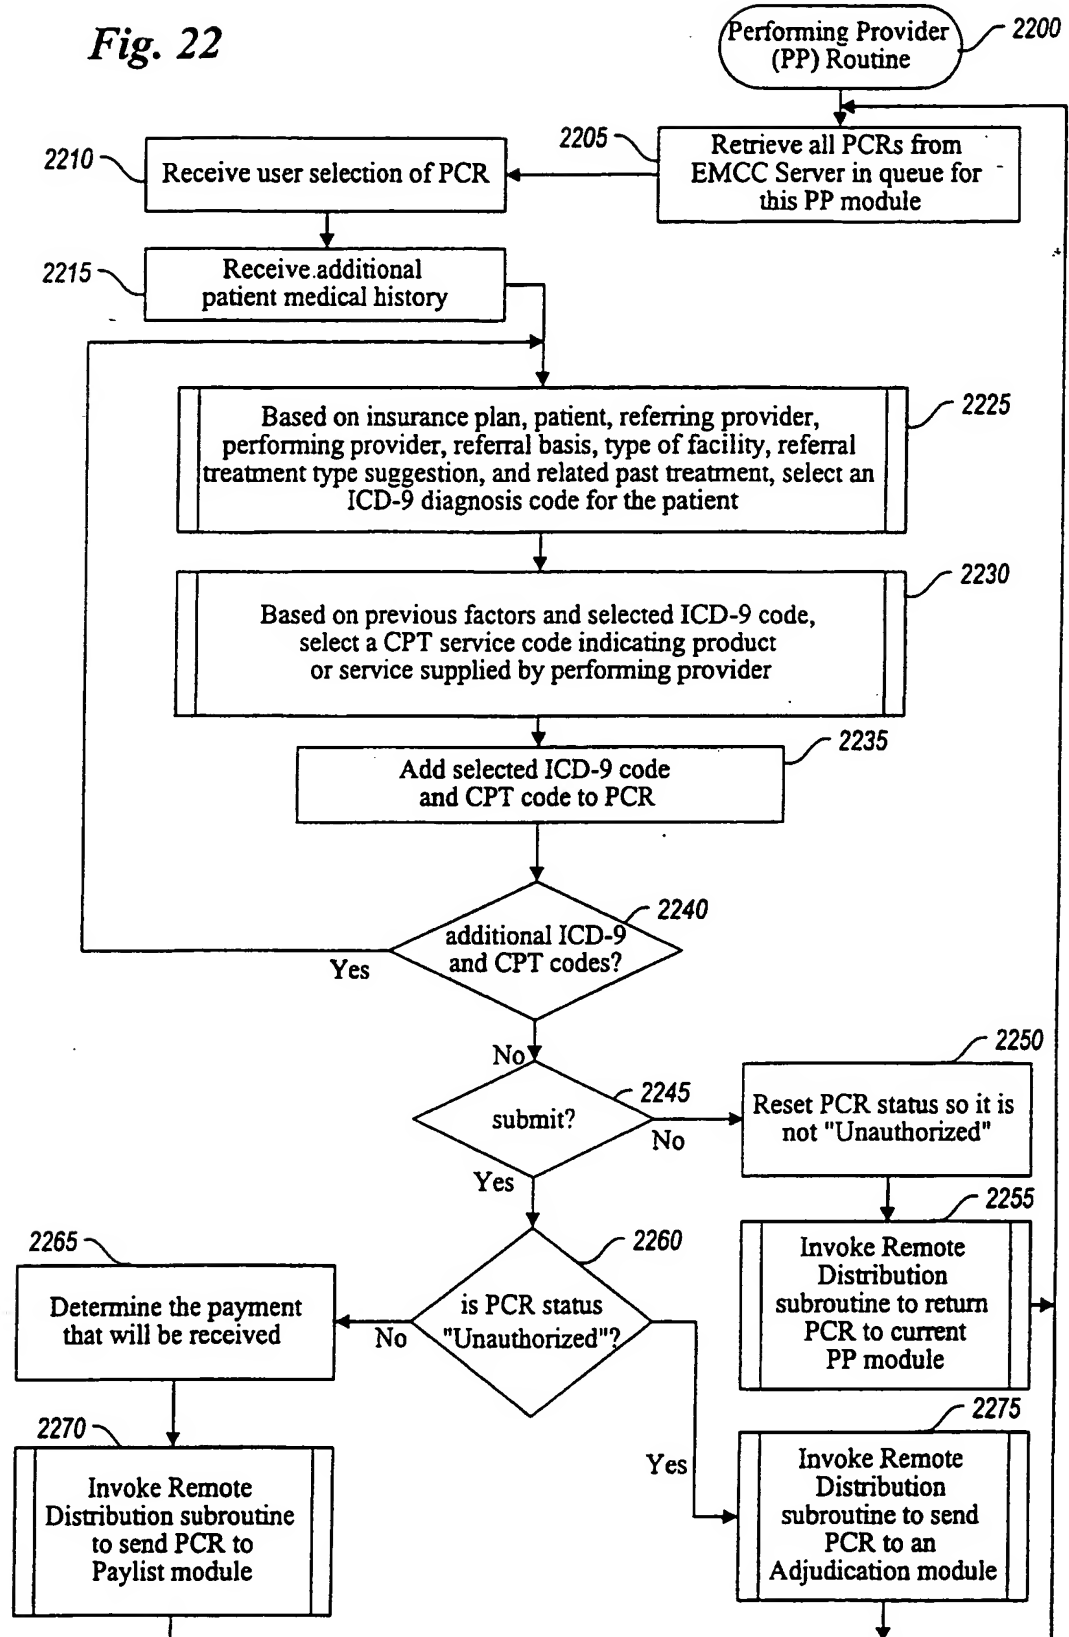 Fig. 22
Performing Provider
(PP) Routine
2200
2205
Retrieve all PCRs from
EMCC Server in queue for
this PP module
2210
Receive user selection of PCR
2215
Receive additional
patient medical history
2225
Based on insurance plan, patient, referring provider,
performing provider, referral basis, type of facility, referral
treatment type suggestion, and related past treatment, select an
ICD-9 diagnosis code for the patient
2230
Based on previous factors and selected ICD-9 code,
select a CPT service code indicating product
or service supplied by performing provider
2235
Add selected ICD-9 code
and CPT code to PCR
2240
additional ICD-9
and CPT codes?
Yes
No
2245
submit?
No
Yes
2250
Reset PCR status so it is
not "Unauthorized"
2255
Invoke Remote
Distribution
subroutine to return
PCR to current
PP module
2260
is PCR status
"Unauthorized"?
No
Yes
2265
Determine the payment
that will be received
2270
Invoke Remote
Distribution subroutine
to send PCR to
Paylist module
2275
Invoke Remote
Distribution
subroutine to send
PCR to an
Adjudication module